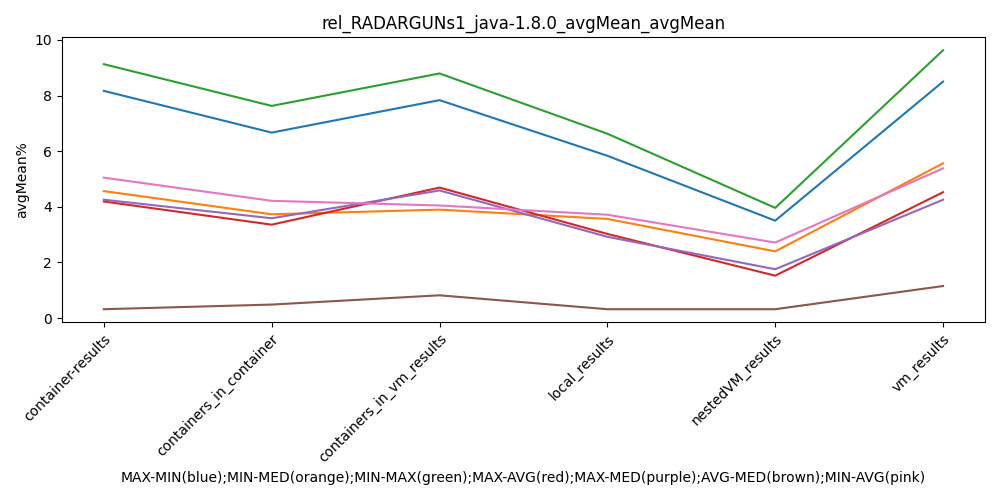 rel_RADARGUNs1_java-1.8.0_avgMean_avgMean
10
8
6
4
2
0
avgMean%
container-results
containers_in_container
containers_in_vm_results
local_results
nestedVM_results
vm_results
MAX-MIN(blue);MIN-MED(orange);MIN-MAX(green);MAX-AVG(red);MAX-MED(purple);AVG-MED(brown);MIN-AVG(pink)